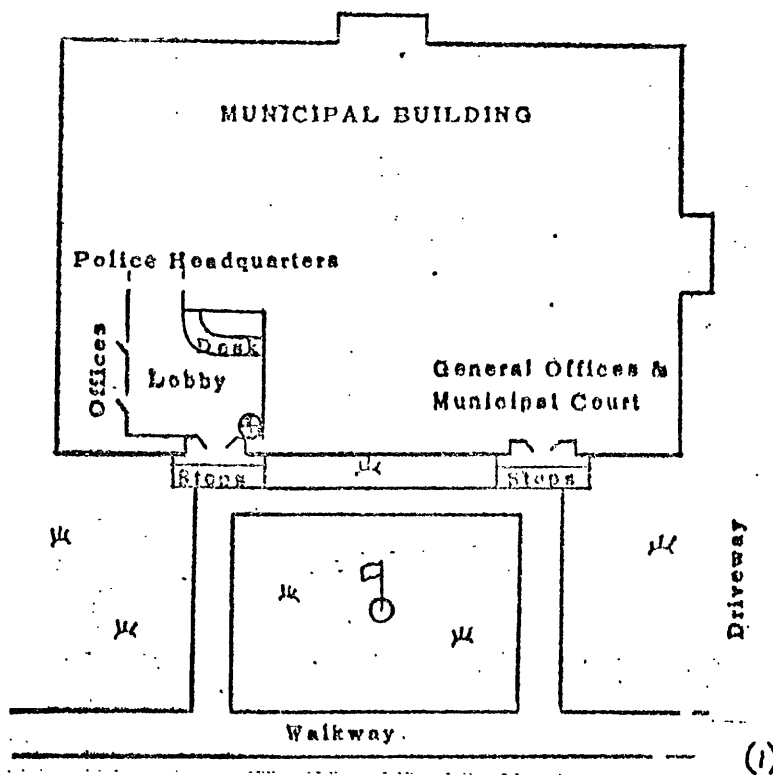 MUNICIPAL BUILDING
Police Headquarters
Offices
Desk
Lobby
General Offices &
Municipal Court
Steps
Steps
Driveway
Walkway.
(1)